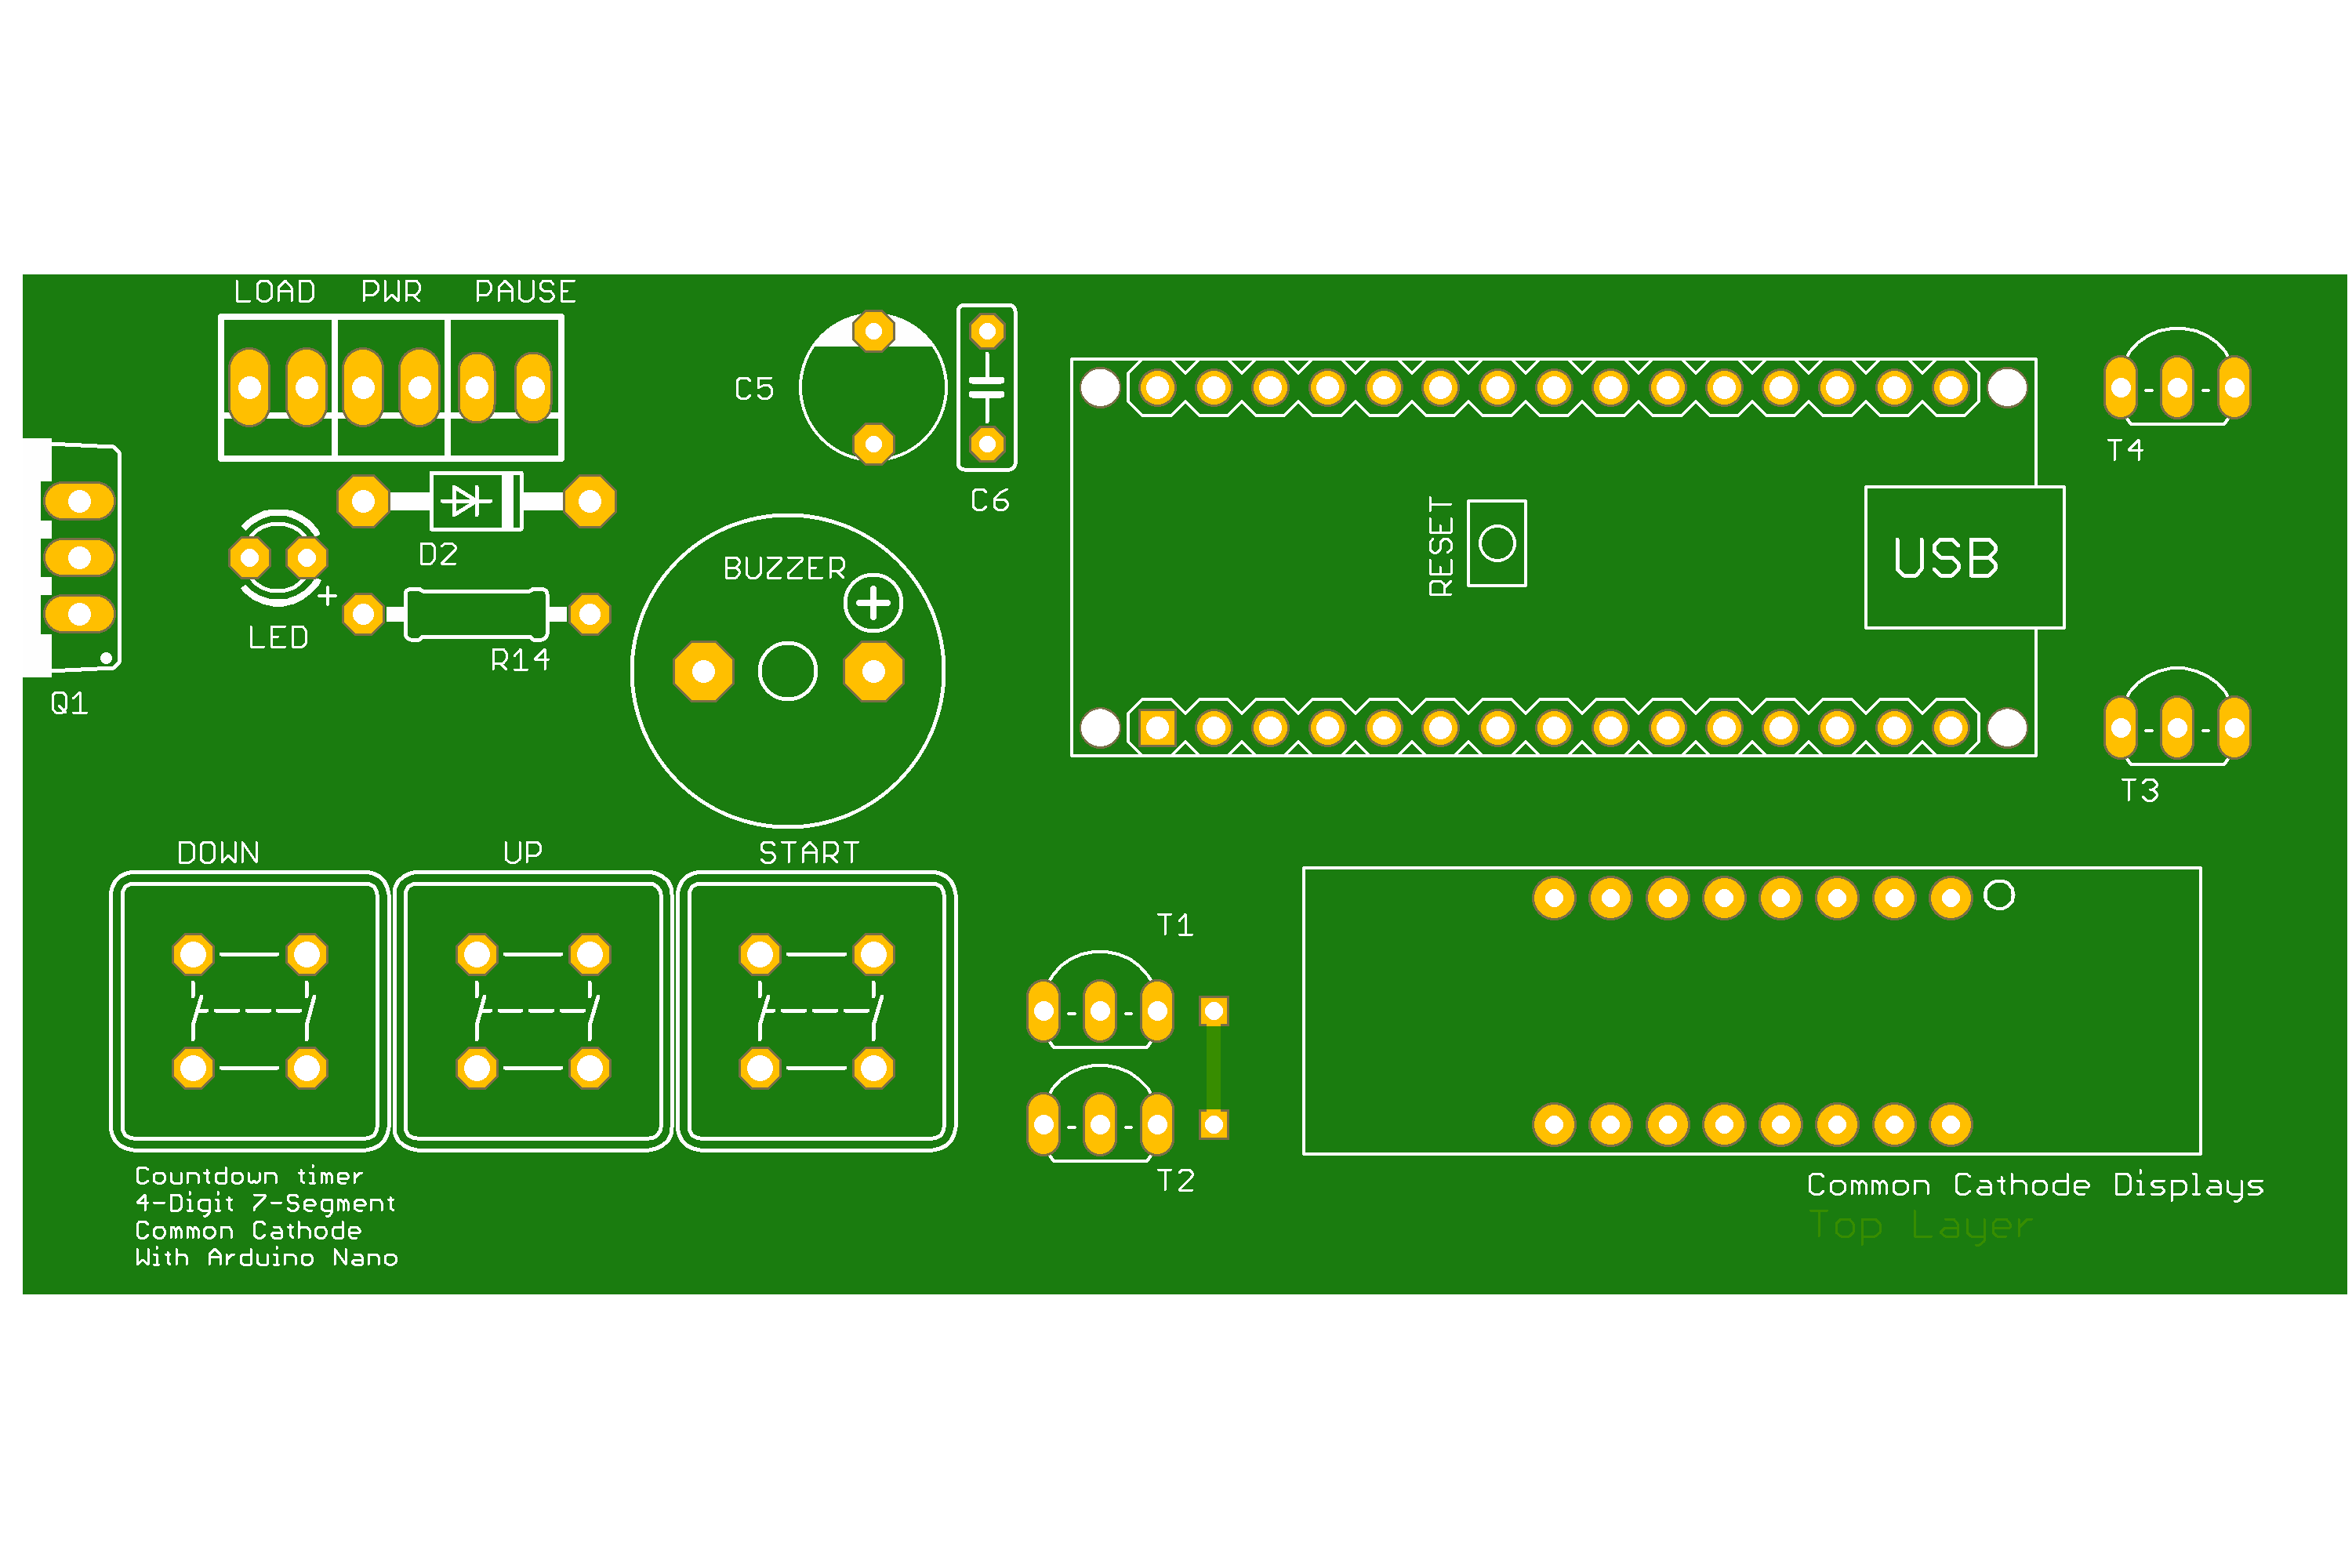 LOAD PWR PAUSE
C5
C6
T4
D2
RESET
USB
BUZZER
+
LED
R14
Q1
T3
DOWN UP START
T1
T2
Countdown timer
4-Digit 7-Segment
Common Cathode
With Arduino Nano
Common Cathode Displays
Top Layer